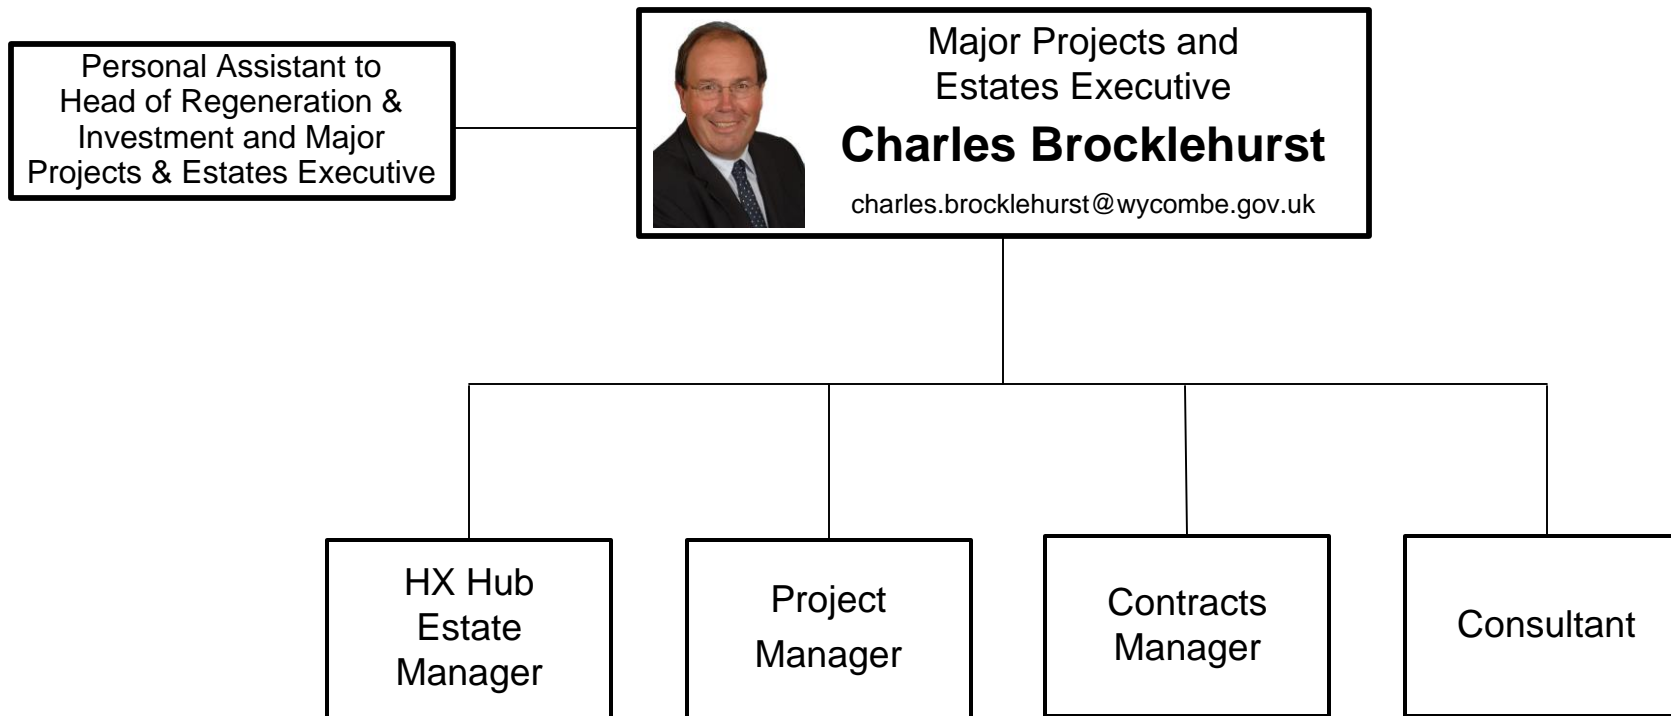 Personal Assistant to
Head of Regeneration &
Investment and Major
Projects & Estates Executive
Major Projects and
Estates Executive
Charles Brocklehurst
charles.brocklehurst@wycombe.gov.uk
HX Hub
Estate
Manager
Project
Manager
Contracts
Manager
Consultant